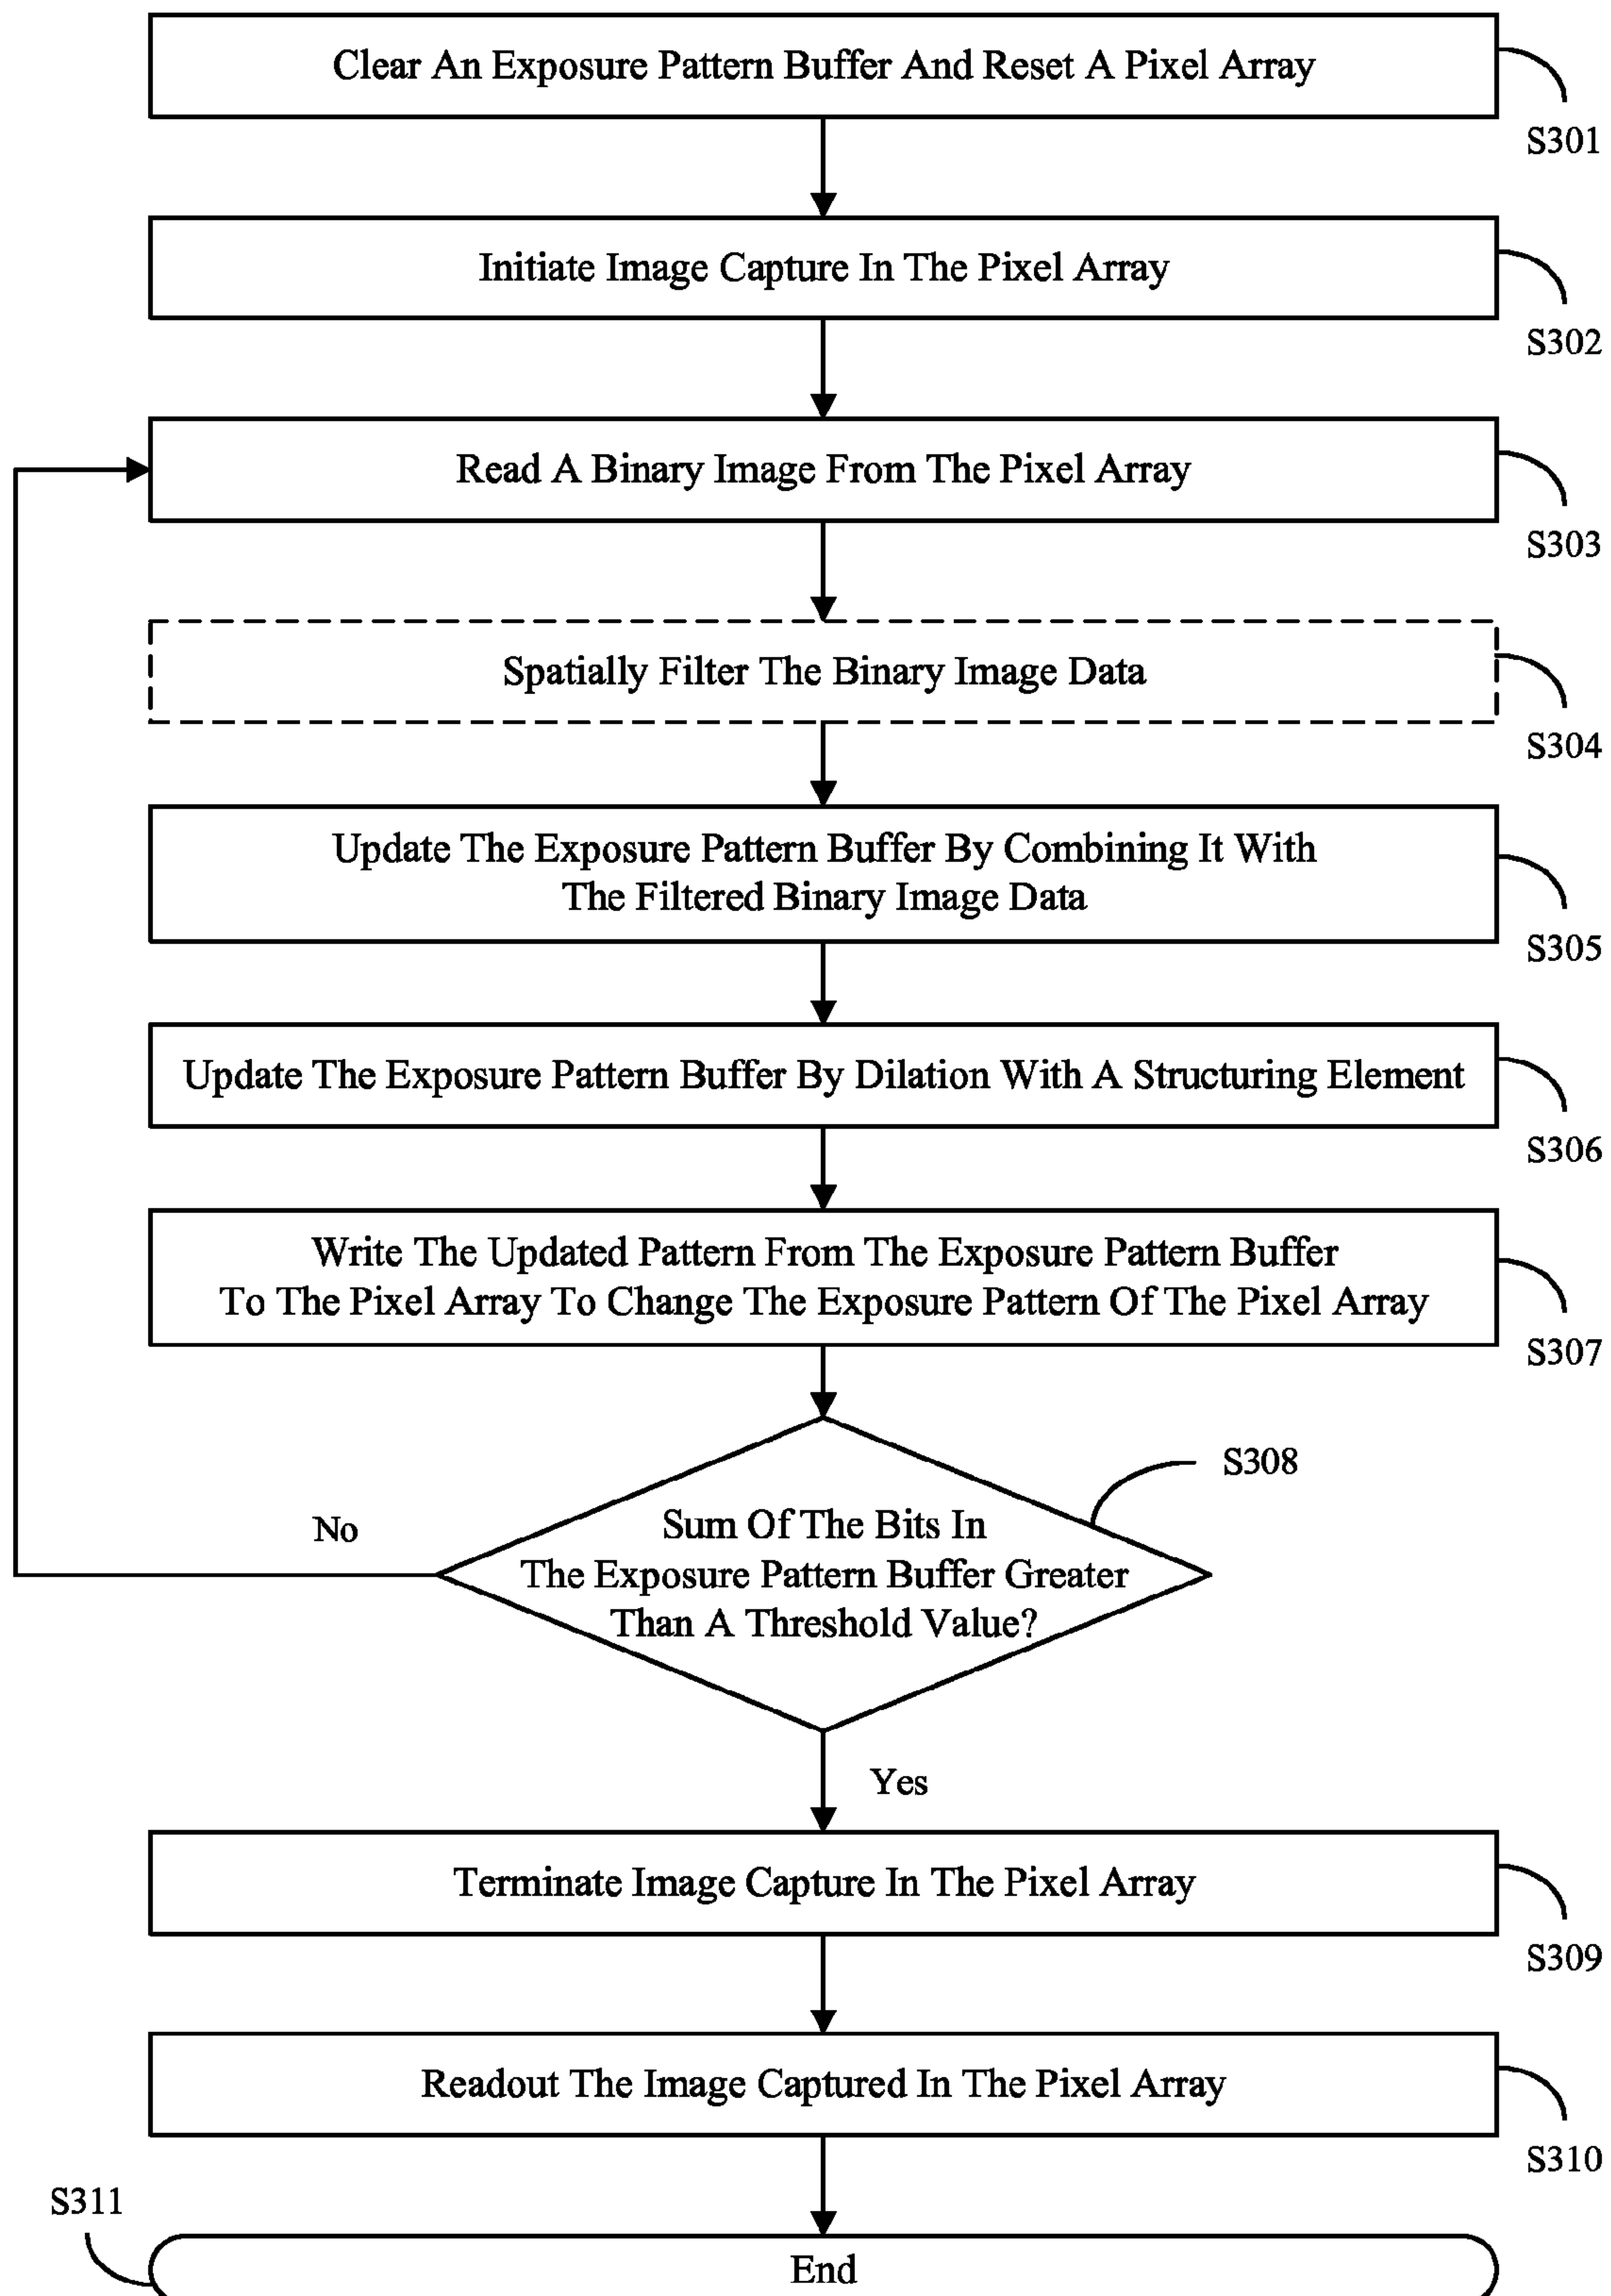 Clear An Exposure Pattern Buffer And Reset A Pixel Array
S301
Initiate Image Capture In The Pixel Array
S302
Read A Binary Image From The Pixel Array
S303
Spatially Filter The Binary Image Data
S304
Update The Exposure Pattern Buffer By Combining It With
The Filtered Binary Image Data
S305
Update The Exposure Pattern Buffer By Dilation With A Structuring Element
S306
Write The Updated Pattern From The Exposure Pattern Buffer
To The Pixel Array To Change The Exposure Pattern Of The Pixel Array
S307
S308
No
Sum Of The Bits In
The Exposure Pattern Buffer Greater
Than A Threshold Value?
Yes
Terminate Image Capture In The Pixel Array
S309
Readout The Image Captured In The Pixel Array
S310
S311
End